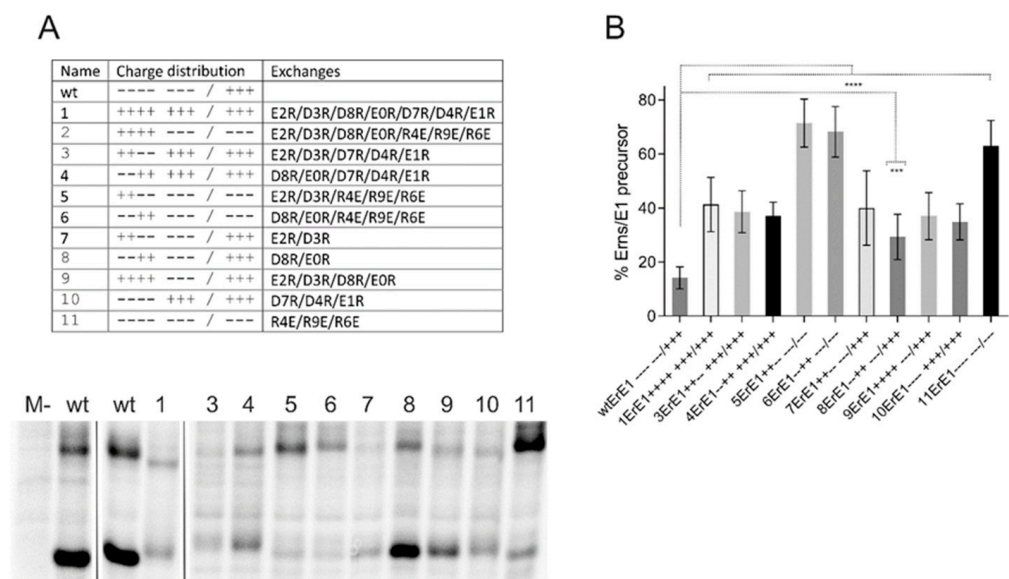 A
Name Charge distribution Exchanges
wt ---- --- / +++
1 ++++ +++ / +++ E2R/D3R/D8R/E0R/D7R/D4R/E1R
2 ++++ --- / --- E2R/D3R/D8R/E0R/R4E/R9E/R6E
3 ++-- +++ / +++ E2R/D3R/D7R/D4R/E1R
4 --++ +++ / +++ D8R/E0R/D7R/D4R/E1R
5 ++-- --- / --- E2R/D3R/R4E/R9E/R6E
6 --++ --- / --- D8R/E0R/R4E/R9E/R6E
7 ++-- --- / +++ E2R/D3R
8 --++ --- / +++ D8R/E0R
9 ++++ --- / +++ E2R/D3R/D8R/E0R
10 ---- +++ / +++ D7R/D4R/E1R
11 ---- --- / --- R4E/R9E/R6E
M- wt wt 1 3 4 5 6 7 8 9 10 11
B
% Erns/E1 precursor
80
60
40
20
0
****
***
wtErE1 ---- ---/+++
1ErE1++++ +++/+++
3ErE1++-- +++/+++
4ErE1--++ +++/+++
5ErE1++-- ---/---
6ErE1--++ ---/---
7ErE1++-- ---/+++
8ErE1--++ ---/+++
9ErE1++++ ---/+++
10ErE1---- +++/+++
11ErE1---- ---/---